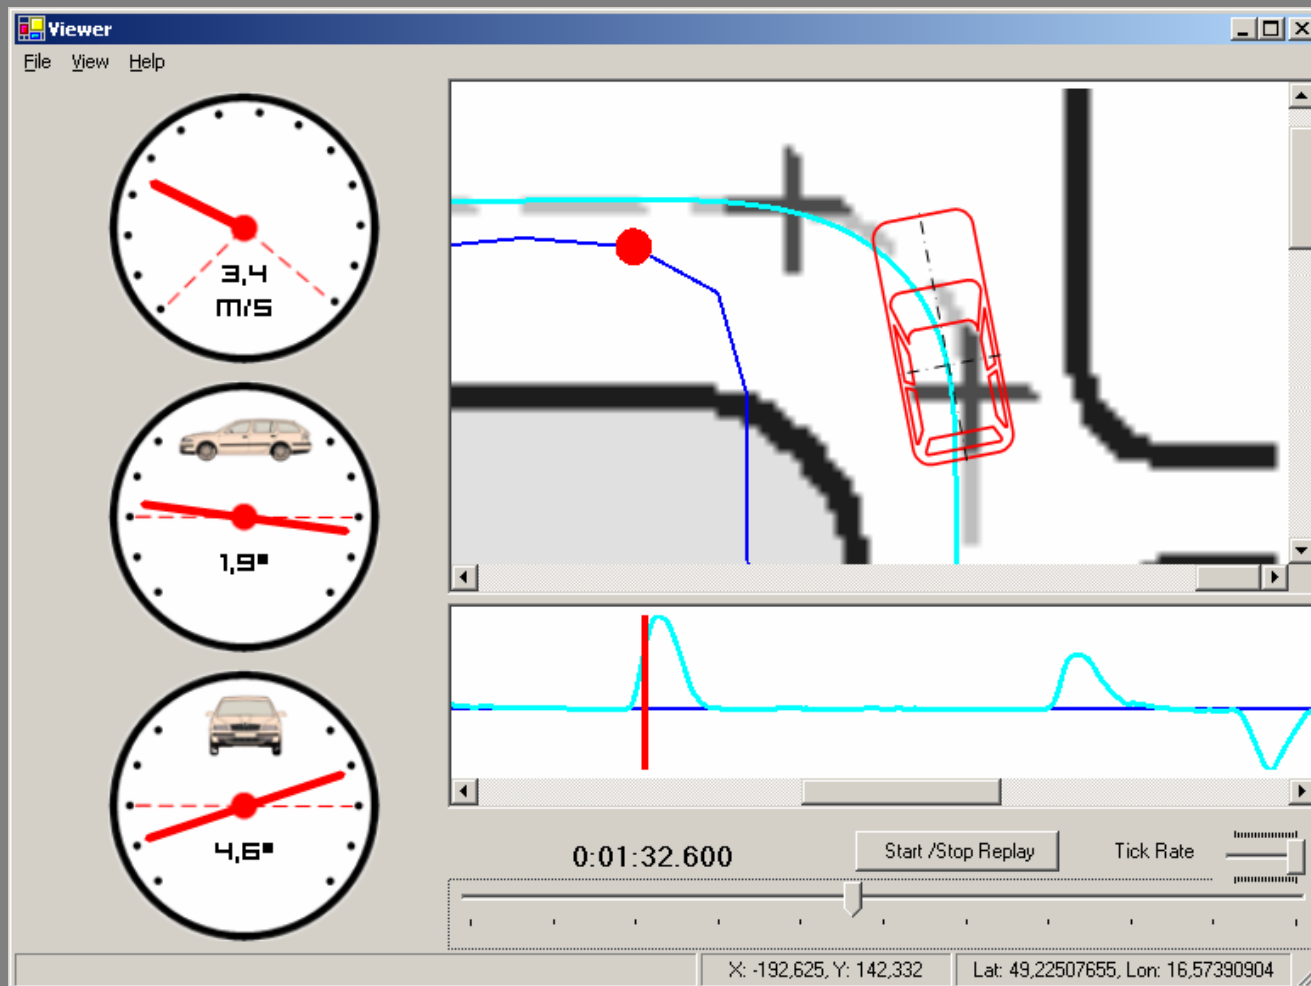 Viewer
File View Help
3,4
m/s
1,9°
4,6°
0:01:32.600
Start /Stop Replay
Tick Rate
X: -192,625, Y: 142,332
Lat: 49,22507655, Lon: 16,57390904